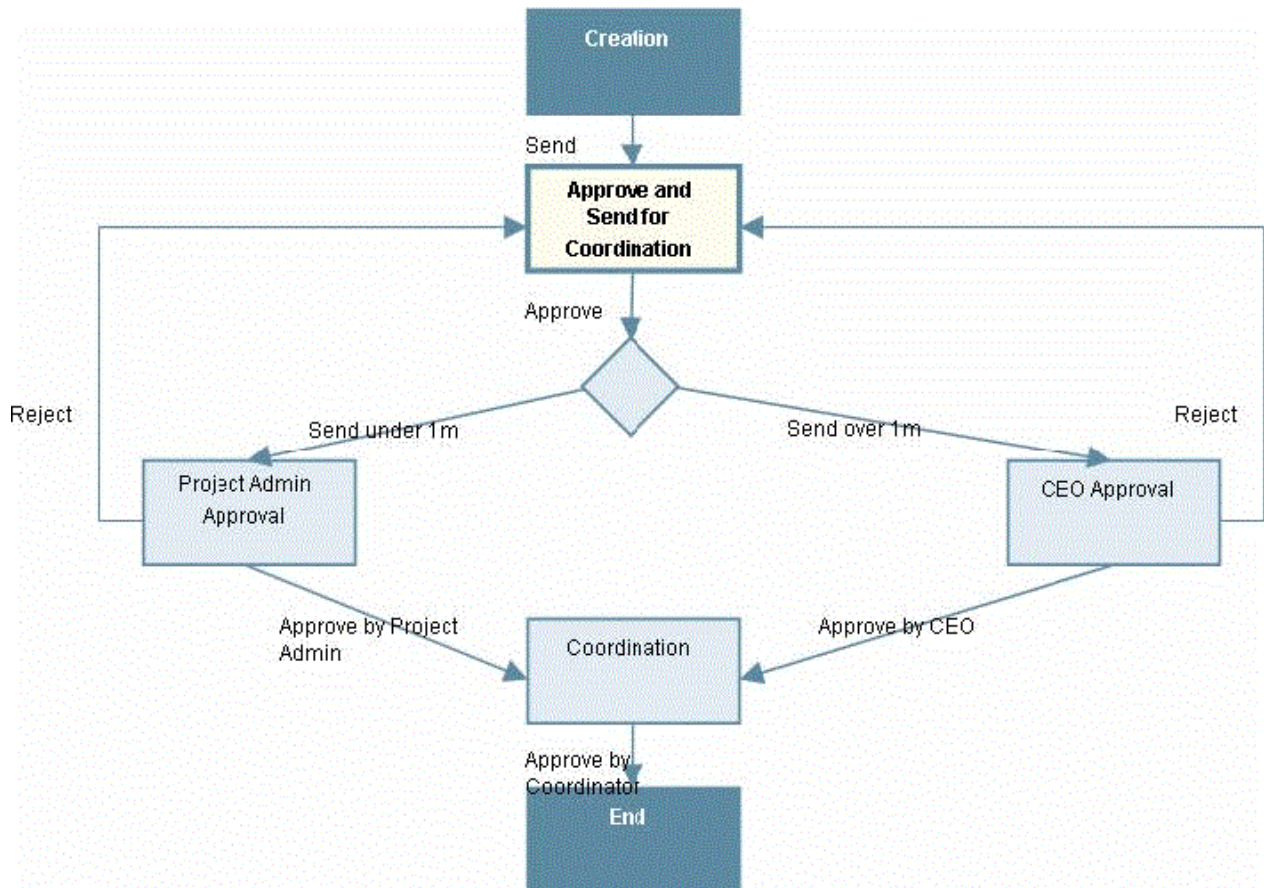 Creation
Send
Approve and
Send for
Coordination
Approve
Reject
Send under 1m
Send over 1m
Reject
Project Admin
Approval
CEO Approval
Approve by Project
Admin
Coordination
Approve by CEO
Approve by
Coordinator
End